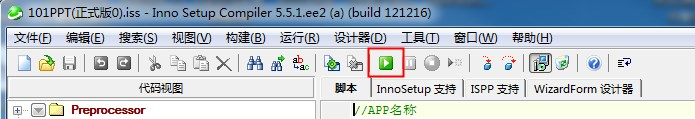 101PPT(正式版0).iss - Inno Setup Compiler 5.5.1.ee2 (a) (build 121216)
文件(F) 编辑(E) 搜索(S) 视图(V) 构建(B) 运行(R) 设计器(D) 工具(T) 窗口(W) 帮助(H)
代码视图 脚本 InnoSetup 支持 ISPP 支持 WizardForm 设计器
Preprocessor //APP名称